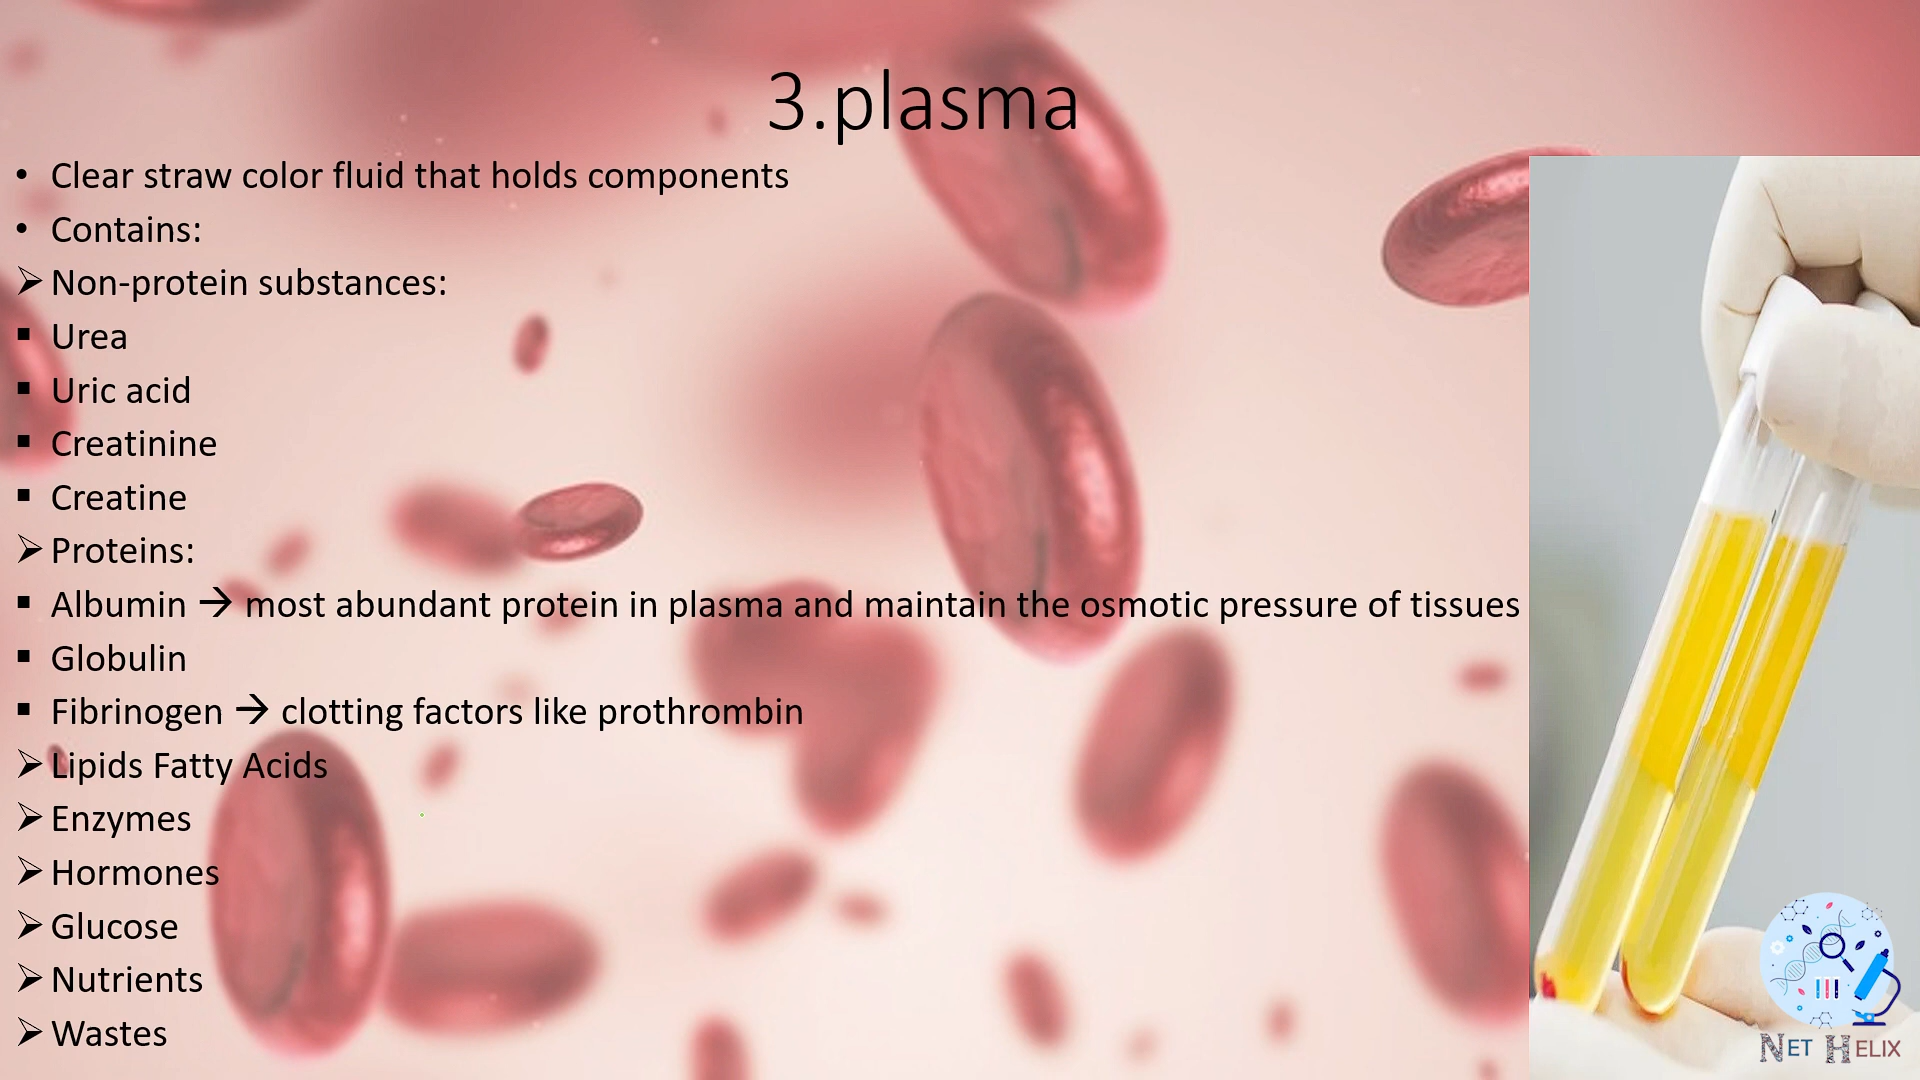 3.plasma
• Clear straw color fluid that holds components
• Contains:
➢ Non-protein substances:
▪ Urea
▪ Uric acid
▪ Creatinine
▪ Creatine
➢ Proteins:
▪ Albumin → most abundant protein in plasma and maintain the osmotic pressure of tissues
▪ Globulin
▪ Fibrinogen → clotting factors like prothrombin
➢ Lipids Fatty Acids
➢ Enzymes
➢ Hormones
➢ Glucose
➢ Nutrients
➢ Wastes
NET HELIX